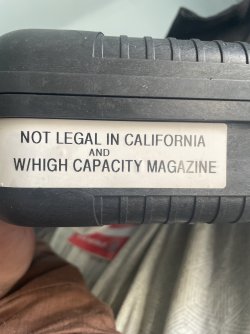 NOT LEGAL IN CALIFORNIA
AND
W/HIGH CAPACITY MAGAZINE